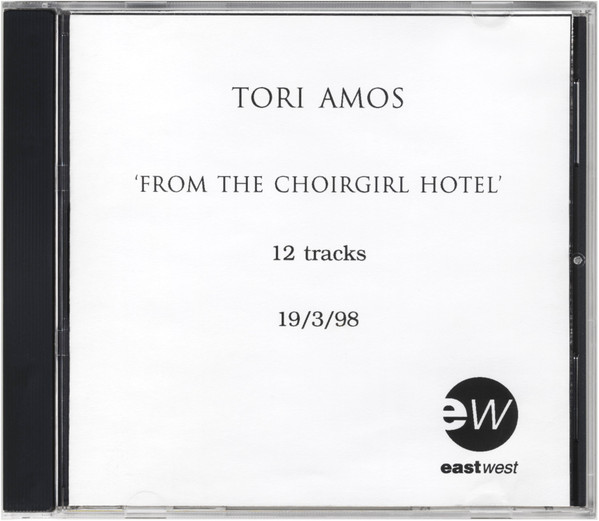 TORI AMOS
‘FROM THE CHOIRGIRL HOTEL’
12 tracks
19/3/98
ew
eastwest